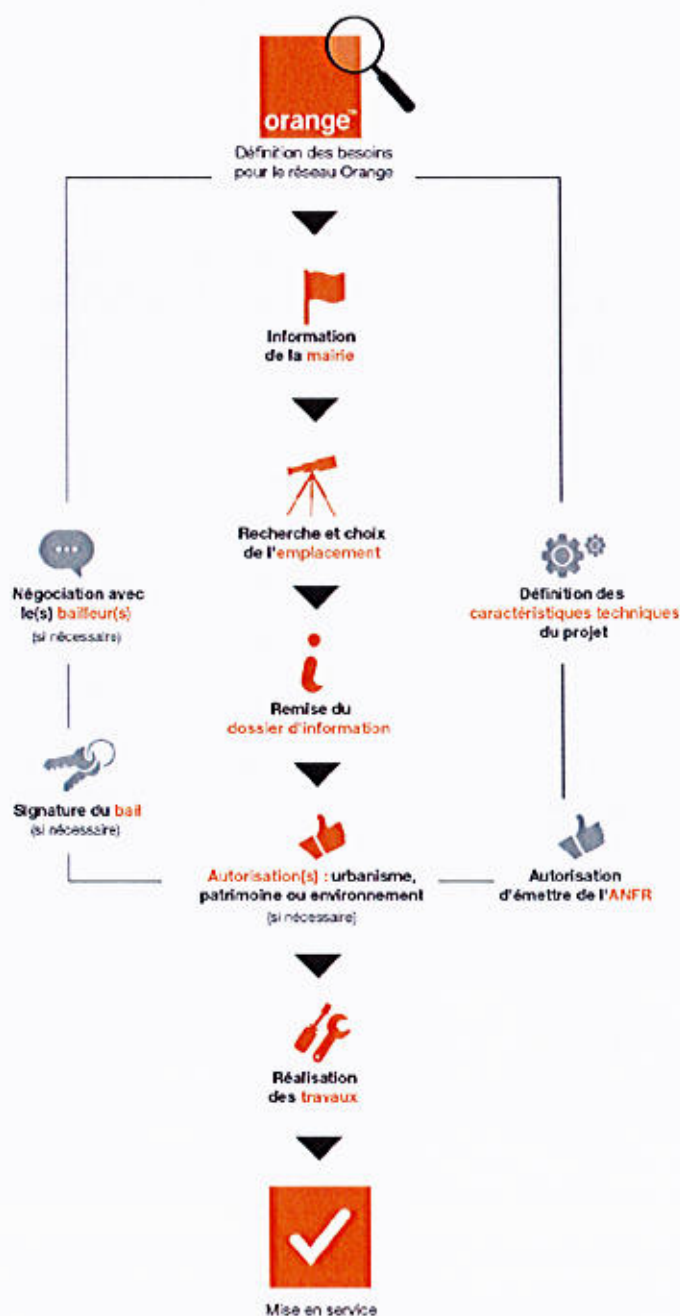 orange™
Définition des besoins
pour le réseau Orange
Information
de la mairie
Recherche et choix
de l'emplacement
Négociation avec
le(s) bailleur(s)
(si nécessaire)
Définition des
caractéristiques techniques
du projet
Remise du
dossier d'information
Signature du bail
(si nécessaire)
Autorisation(s) : urbanisme,
patrimoine ou environnement
(si nécessaire)
Autorisation
d'émettre de l'ANFR
Réalisation
des travaux
Mise en service